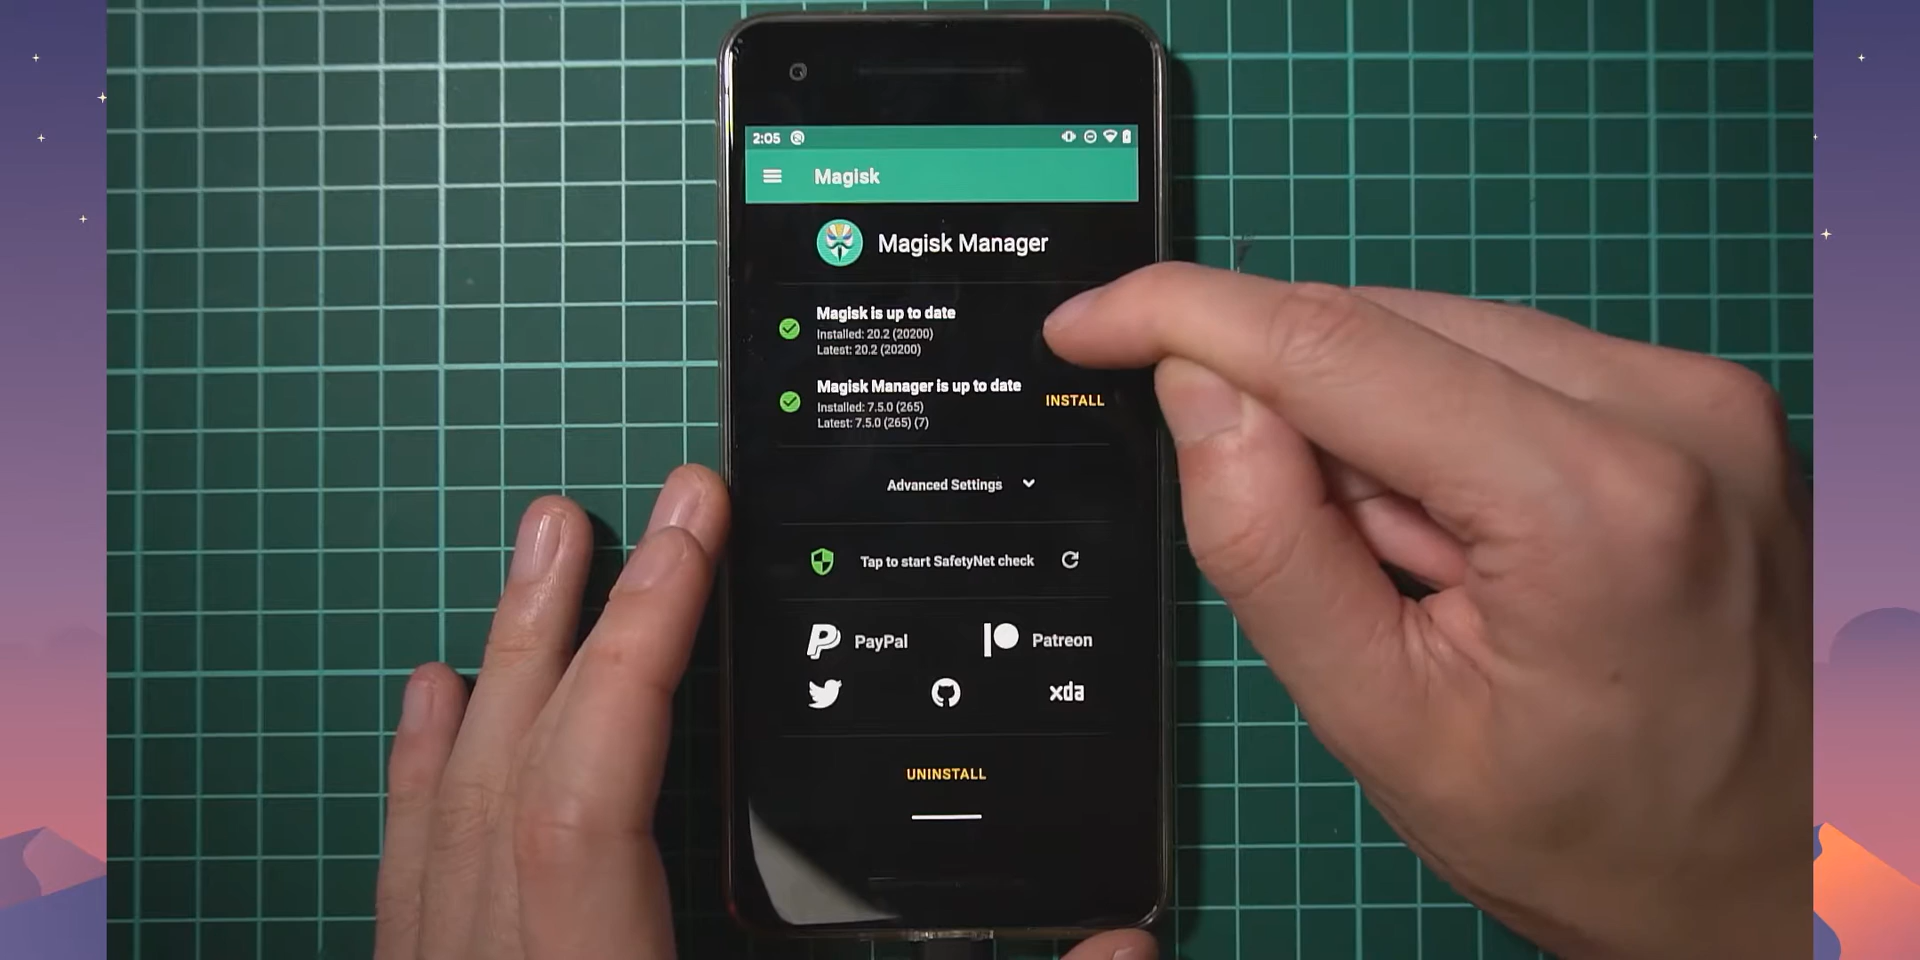 2:05
Magisk
Magisk Manager
Magisk is up to date
Installed: 20.2 (20200)
Latest: 20.2 (20200)
Magisk Manager is up to date
Installed: 7.5.0 (265)
Latest: 7.5.0 (265) (7)
INSTALL
Advanced Settings
Tap to start SafetyNet check
PayPal
Patreon
xda
UNINSTALL